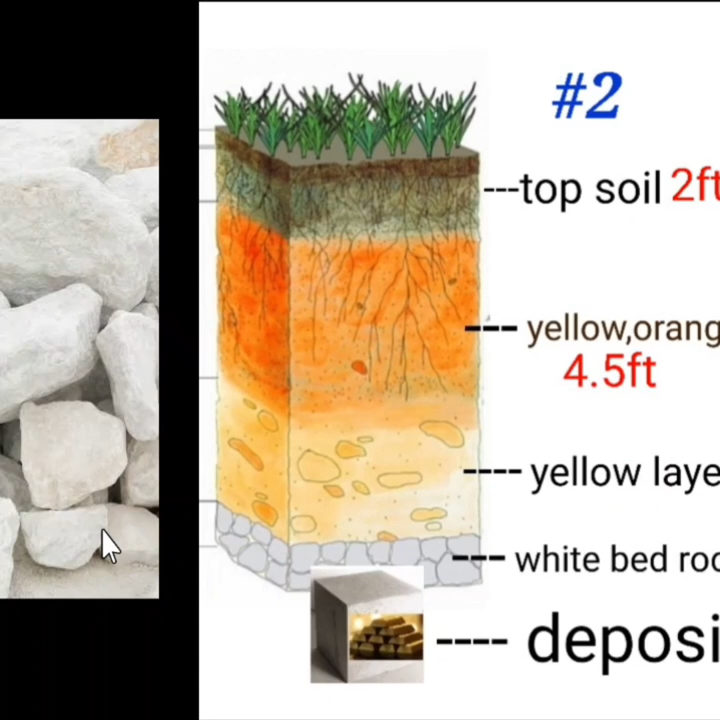 #2
---top soil 2ft
--- yellow,orang
4.5ft
---- yellow laye
--- white bed roc
---- deposi